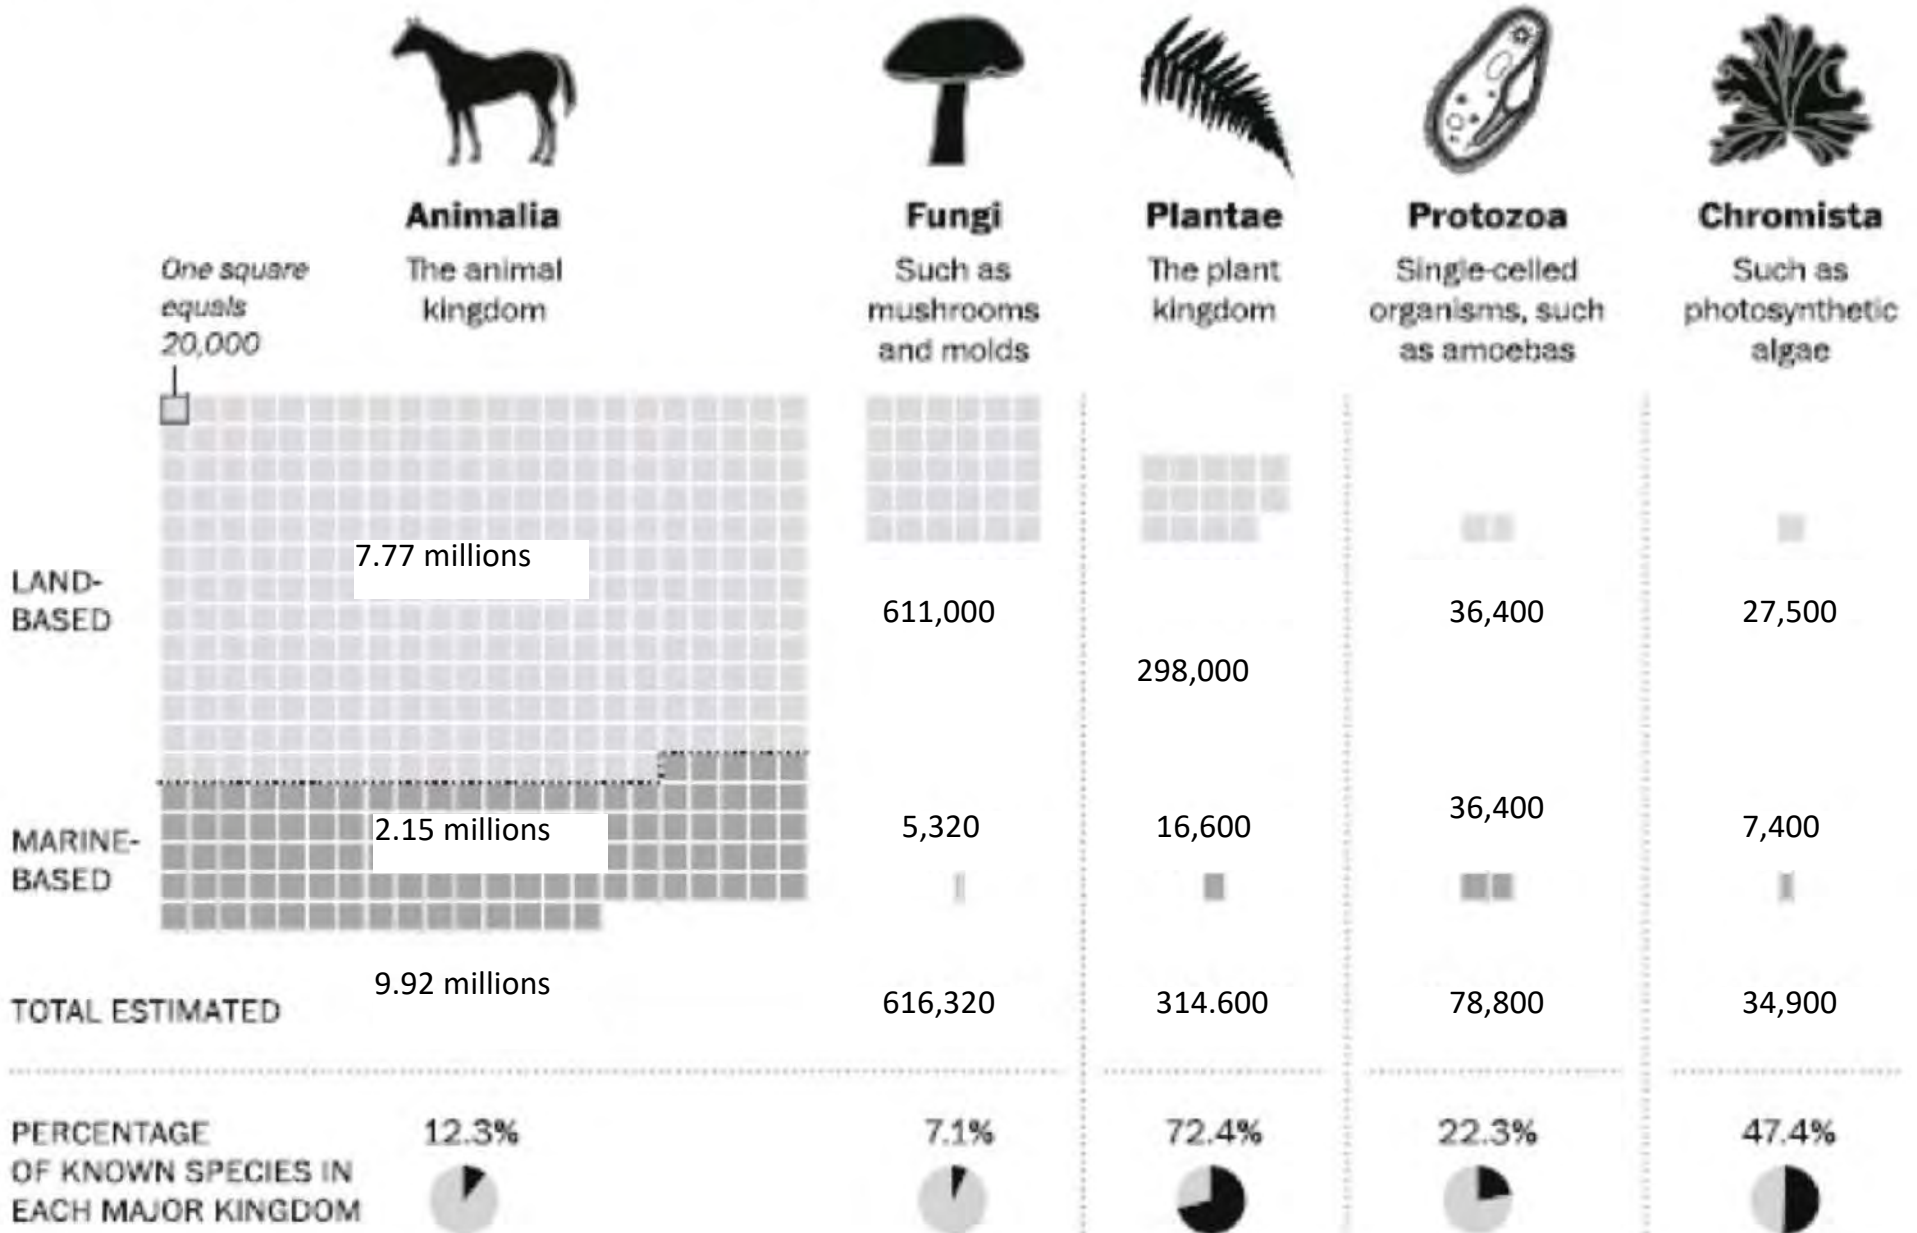 Animalia
The animal
kingdom
Fungi
Such as
mushrooms
and molds
Plantae
The plant
kingdom
Protozoa
Single-celled
organisms, such
as amoebas
Chromista
Such as
photosynthetic
algae
One square
equals
20,000
LAND-
BASED
7.77 millions
611,000
298,000
36,400
27,500
MARINE-
BASED
2.15 millions
5,320
16,600
36,400
7,400
TOTAL ESTIMATED
9.92 millions
616,320
314.600
78,800
34,900
PERCENTAGE
OF KNOWN SPECIES IN
EACH MAJOR KINGDOM
12.3%
7.1%
72.4%
22.3%
47.4%